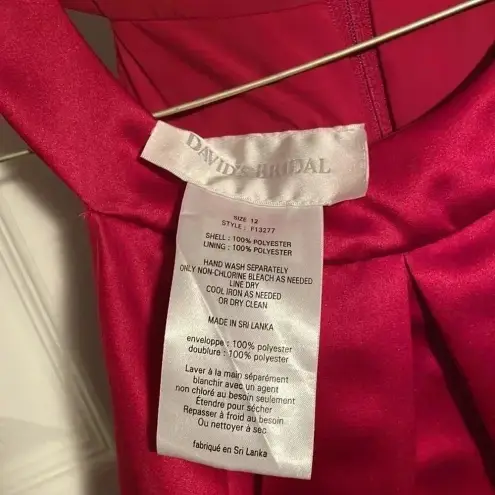 DAVID'S BRIDAL
SIZE 12
STYLE : F13277
SHELL : 100% POLYESTER
LINING : 100% POLYESTER
HAND WASH SEPARATELY
ONLY NON-CHLORINE BLEACH AS NEEDED
LINE DRY
COOL IRON AS NEEDED
OR DRY CLEAN
MADE IN SRI LANKA
enveloppe : 100% polyester
doublure : 100% polyester
Laver à la main séparément
blanchir avec un agent
non chloré au besoin seulement
Étendre pour sécher
Repasser à froid au besoin
Ou nettoyer à sec
fabriqué en Sri Lanka